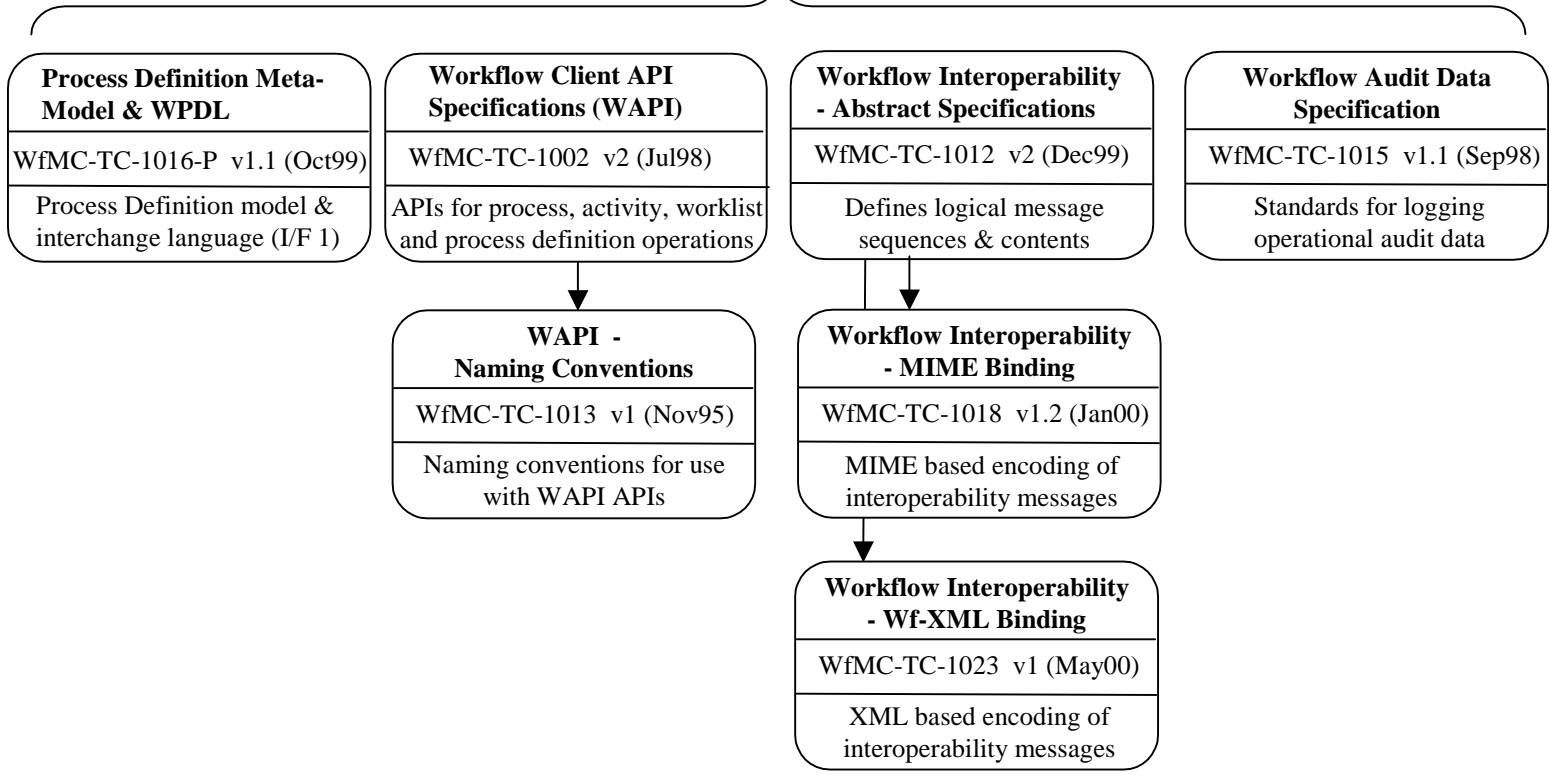 Process Definition Meta-
Model & WPDL
WfMC-TC-1016-P v1.1 (Oct99)
Process Definition model &
interchange language (I/F 1)
Workflow Client API
Specifications (WAPI)
WfMC-TC-1002 v2 (Jul98)
APIs for process, activity, worklist
and process definition operations
Workflow Interoperability
- Abstract Specifications
WfMC-TC-1012 v2 (Dec99)
Defines logical message
sequences & contents
Workflow Audit Data
Specification
WfMC-TC-1015 v1.1 (Sep98)
Standards for logging
operational audit data
WAPI -
Naming Conventions
WfMC-TC-1013 v1 (Nov95)
Naming conventions for use
with WAPI APIs
Workflow Interoperability
- MIME Binding
WfMC-TC-1018 v1.2 (Jan00)
MIME based encoding of
interoperability messages
Workflow Interoperability
- Wf-XML Binding
WfMC-TC-1023 v1 (May00)
XML based encoding of
interoperability messages